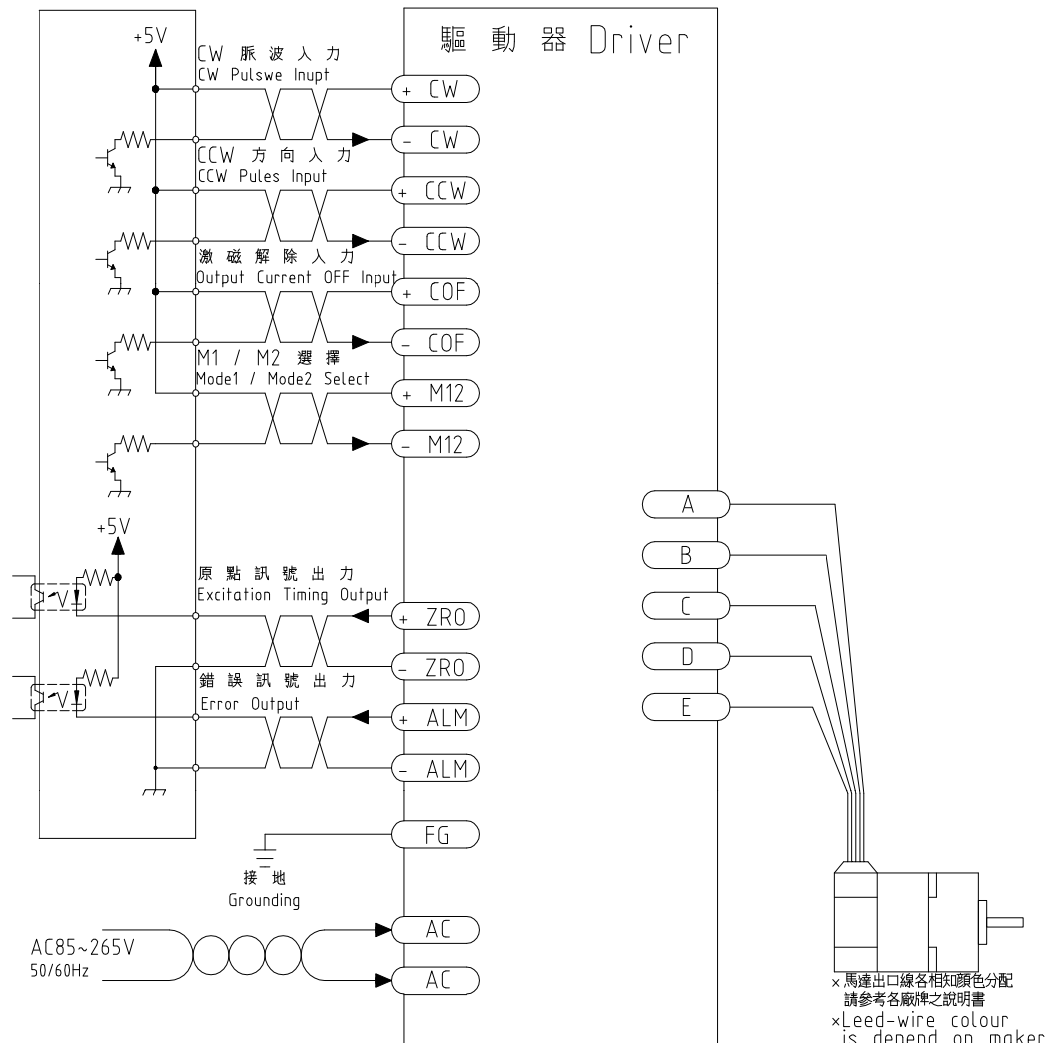 驅 動 器 Driver
+5V
CW 脈 波 入 力
CW Pulswe Inupt
+ CW
- CW
CCW 方 向 入 力
CCW Pules Input
+ CCW
- CCW
激 磁 解 除 入 力
Output Current OFF Input
+ COF
- COF
M1 / M2 選 擇
Mode1 / Mode2 Select
+ M12
- M12
A
B
C
D
E
+5V
原 點 訊 號 出 力
Excitation Timing Output
+ ZRO
- ZRO
錯 誤 訊 號 出 力
Error Output
+ ALM
- ALM
FG
接 地
Grounding
AC85~265V
50/60Hz
AC
AC
×馬達出口線各相知顏色分配
請參考各廠牌之說明書
×Leed-wire colour
is depend on maker